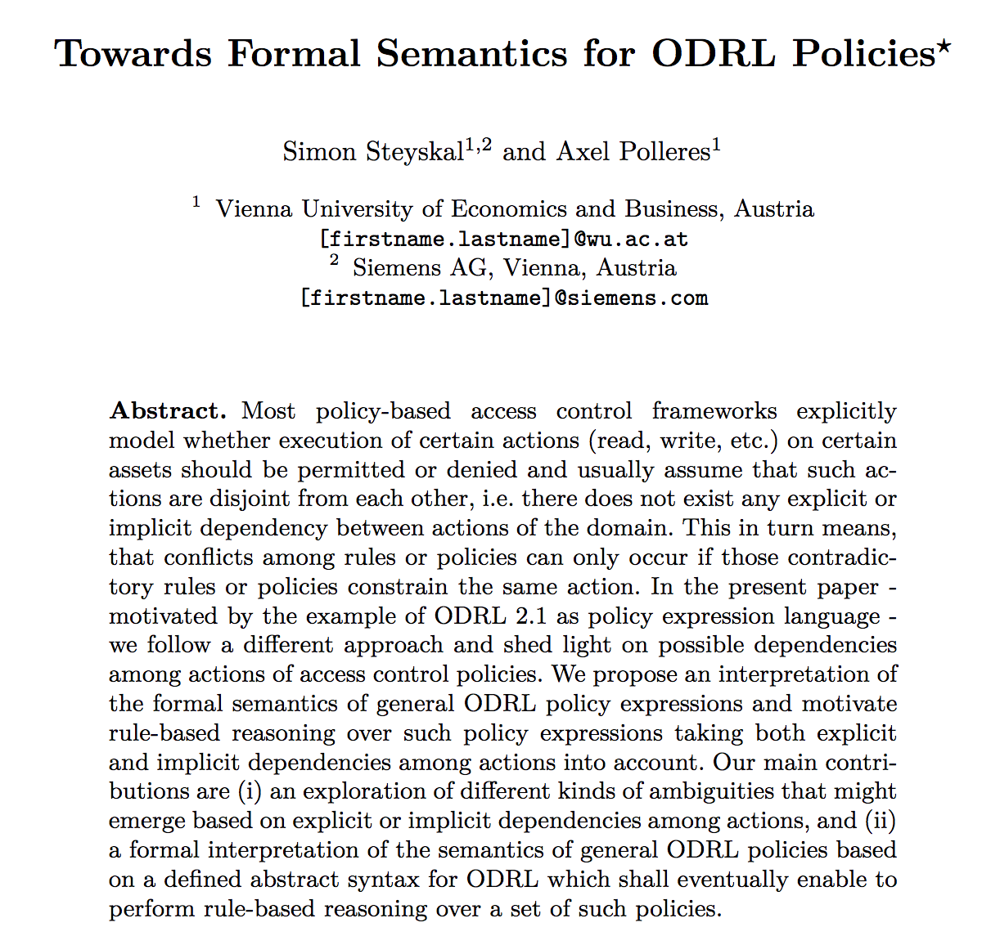 Towards Formal Semantics for ODRL Policies★
Simon Steyskal1,2 and Axel Polleres1
1 Vienna University of Economics and Business, Austria
[firstname.lastname]@wu.ac.at
2 Siemens AG, Vienna, Austria
[firstname.lastname]@siemens.com
Abstract. Most policy-based access control frameworks explicitly
model whether execution of certain actions (read, write, etc.) on certain
assets should be permitted or denied and usually assume that such ac-
tions are disjoint from each other, i.e. there does not exist any explicit or
implicit dependency between actions of the domain. This in turn means,
that conflicts among rules or policies can only occur if those contradic-
tory rules or policies constrain the same action. In the present paper -
motivated by the example of ODRL 2.1 as policy expression language -
we follow a different approach and shed light on possible dependencies
among actions of access control policies. We propose an interpretation of
the formal semantics of general ODRL policy expressions and motivate
rule-based reasoning over such policy expressions taking both explicit
and implicit dependencies among actions into account. Our main contri-
butions are (i) an exploration of different kinds of ambiguities that might
emerge based on explicit or implicit dependencies among actions, and (ii)
a formal interpretation of the semantics of general ODRL policies based
on a defined abstract syntax for ODRL which shall eventually enable to
perform rule-based reasoning over a set of such policies.